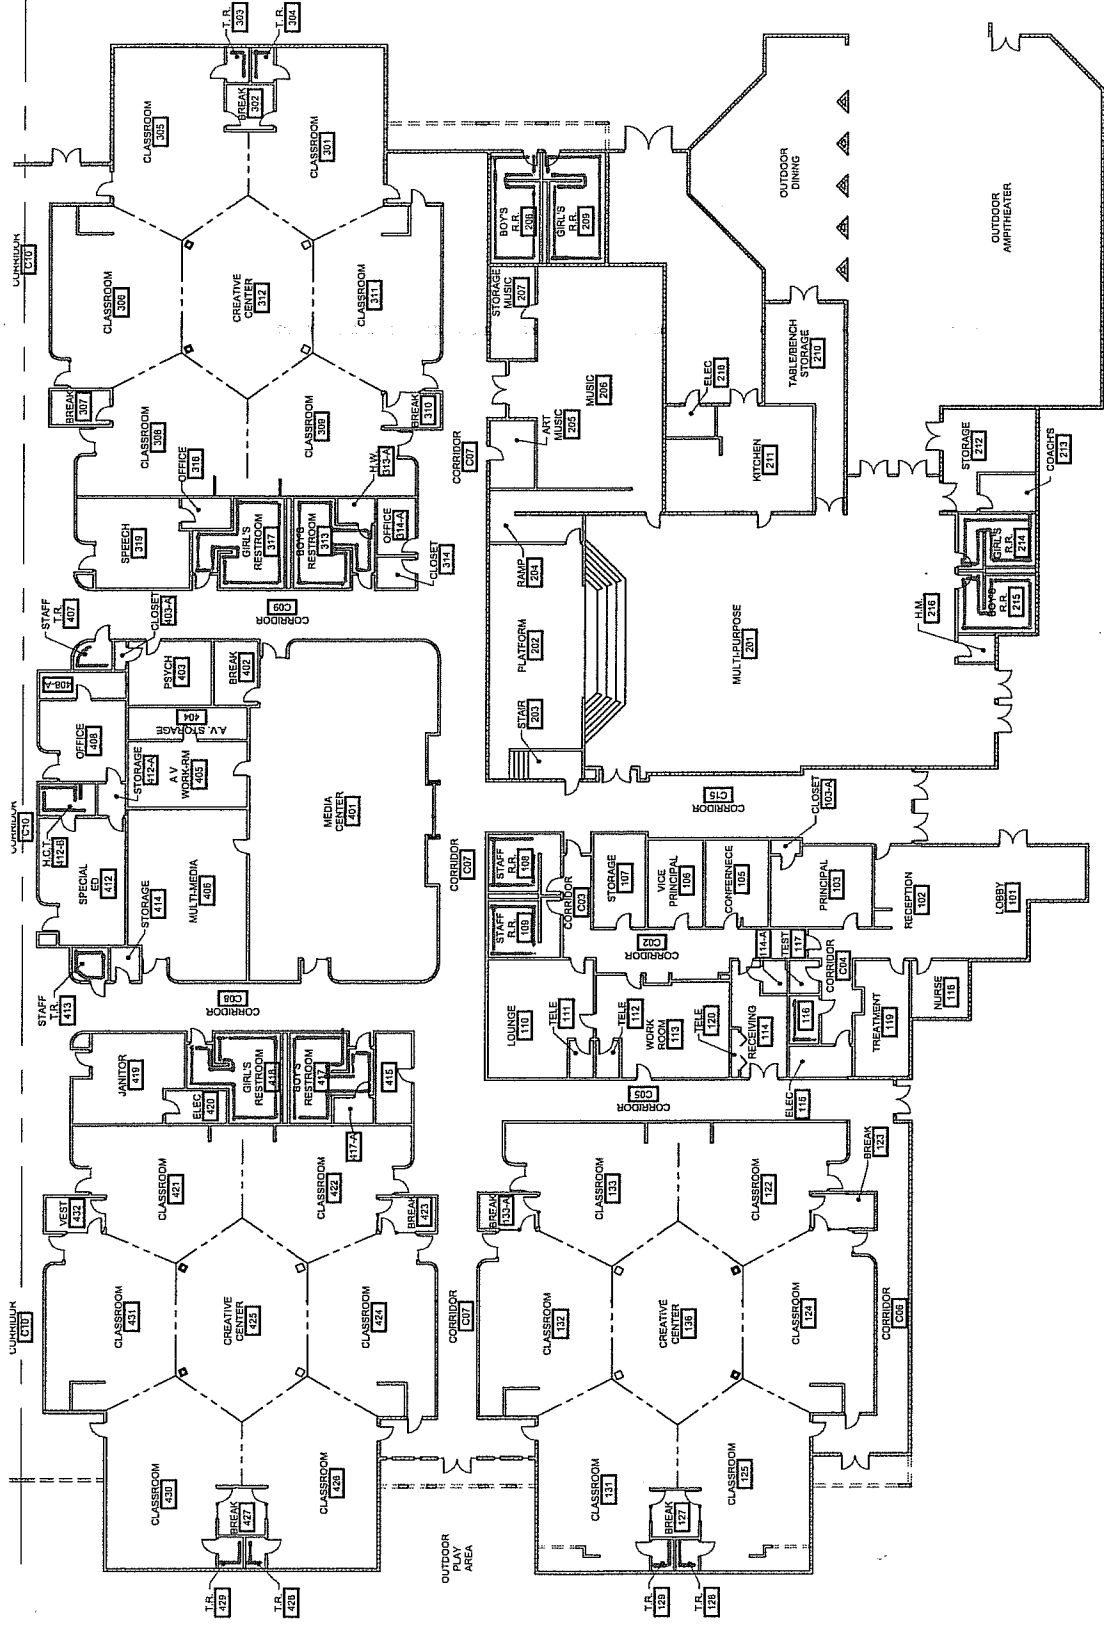 T. R.
303
T. R.
304
CORRIDOR
C10
CLASSROOM
305
BREAK
302
CLASSROOM
301
CLASSROOM
306
CREATIVE
CENTER
312
CLASSROOM
311
BREAK
307
CLASSROOM
308
CLASSROOM
309
BREAK
310
OFFICE
SPEECH
319
GIRL'S
RESTROOM
317
BOY'S
RESTROOM
313
H.W.
313-A
OFFICE
314-A
CLOSET
314
CORRIDOR
C09
CORRIDOR
C07
BOY'S
R.R.
GIRL'S
R.R.
209
STORAGE
MUSIC
207
MUSIC
206
ART
MUSIC
205
ELEC
218
KITCHEN
211
TABLE/BENCH
STORAGE
210
OUTDOOR
DINING
OUTDOOR
AMPITHEATER
STORAGE
212
COACH'S
213
GIRL'S
R.R.
214
BOY'S
R.R.
215
H.M.
216
RAMP
204
PLATFORM
202
STAIR
203
MULTI-PURPOSE
201
STAFF
T.R.
407
CLOSET
403-A
408-A
PSYCH
403
BREAK
402
OFFICE
408
A.V. STORAGE
404
STORAGE
412-A
A V
WORK-RM
405
CORRIDOR
C10
H.C.T.
412-B
SPECIAL
ED
412
STORAGE
414
MULTI-MEDIA
406
MEDIA
CENTER
401
CORRIDOR
C07
STAFF
T.R.
413
CORRIDOR
C08
CORRIDOR
C15
CLOSET
103-A
STAFF
R.R.
108
STAFF
R.R.
109
CORRIDOR
C03
STORAGE
107
VICE
PRINCIPAL
106
CONFERNECE
105
PRINCIPAL
103
RECEPTION
102
LOBBY
101
CORRIDOR
C02
114-A
TEST
117
CORRIDOR
C04
LOUNGE
110
TELE
111
TELE
112
WORK
ROOM
113
TELE
120
RECEIVING
114
116
TREATMENT
119
NURSE
118
ELEC
115
CORRIDOR
C05
JANITOR
419
ELEC
420
GIRL'S
RESTROOM
418
BOY'S
RESTROOM
417
415
417-A
CLASSROOM
421
CLASSROOM
422
VEST
432
BREAK
423
CLASSROOM
431
CREATIVE
CENTER
425
CLASSROOM
424
CORRIDOR
C10
CORRIDOR
C07
CLASSROOM
430
CLASSROOM
426
BREAK
427
T.R.
429
T.R.
428
OUTDOOR
PLAY
AREA
BREAK
133-A
CLASSROOM
133
CLASSROOM
122
BREAK
123
CLASSROOM
132
CREATIVE
CENTER
136
CLASSROOM
124
CORRIDOR
C06
CLASSROOM
131
CLASSROOM
125
BREAK
127
T.R.
129
T.R.
128